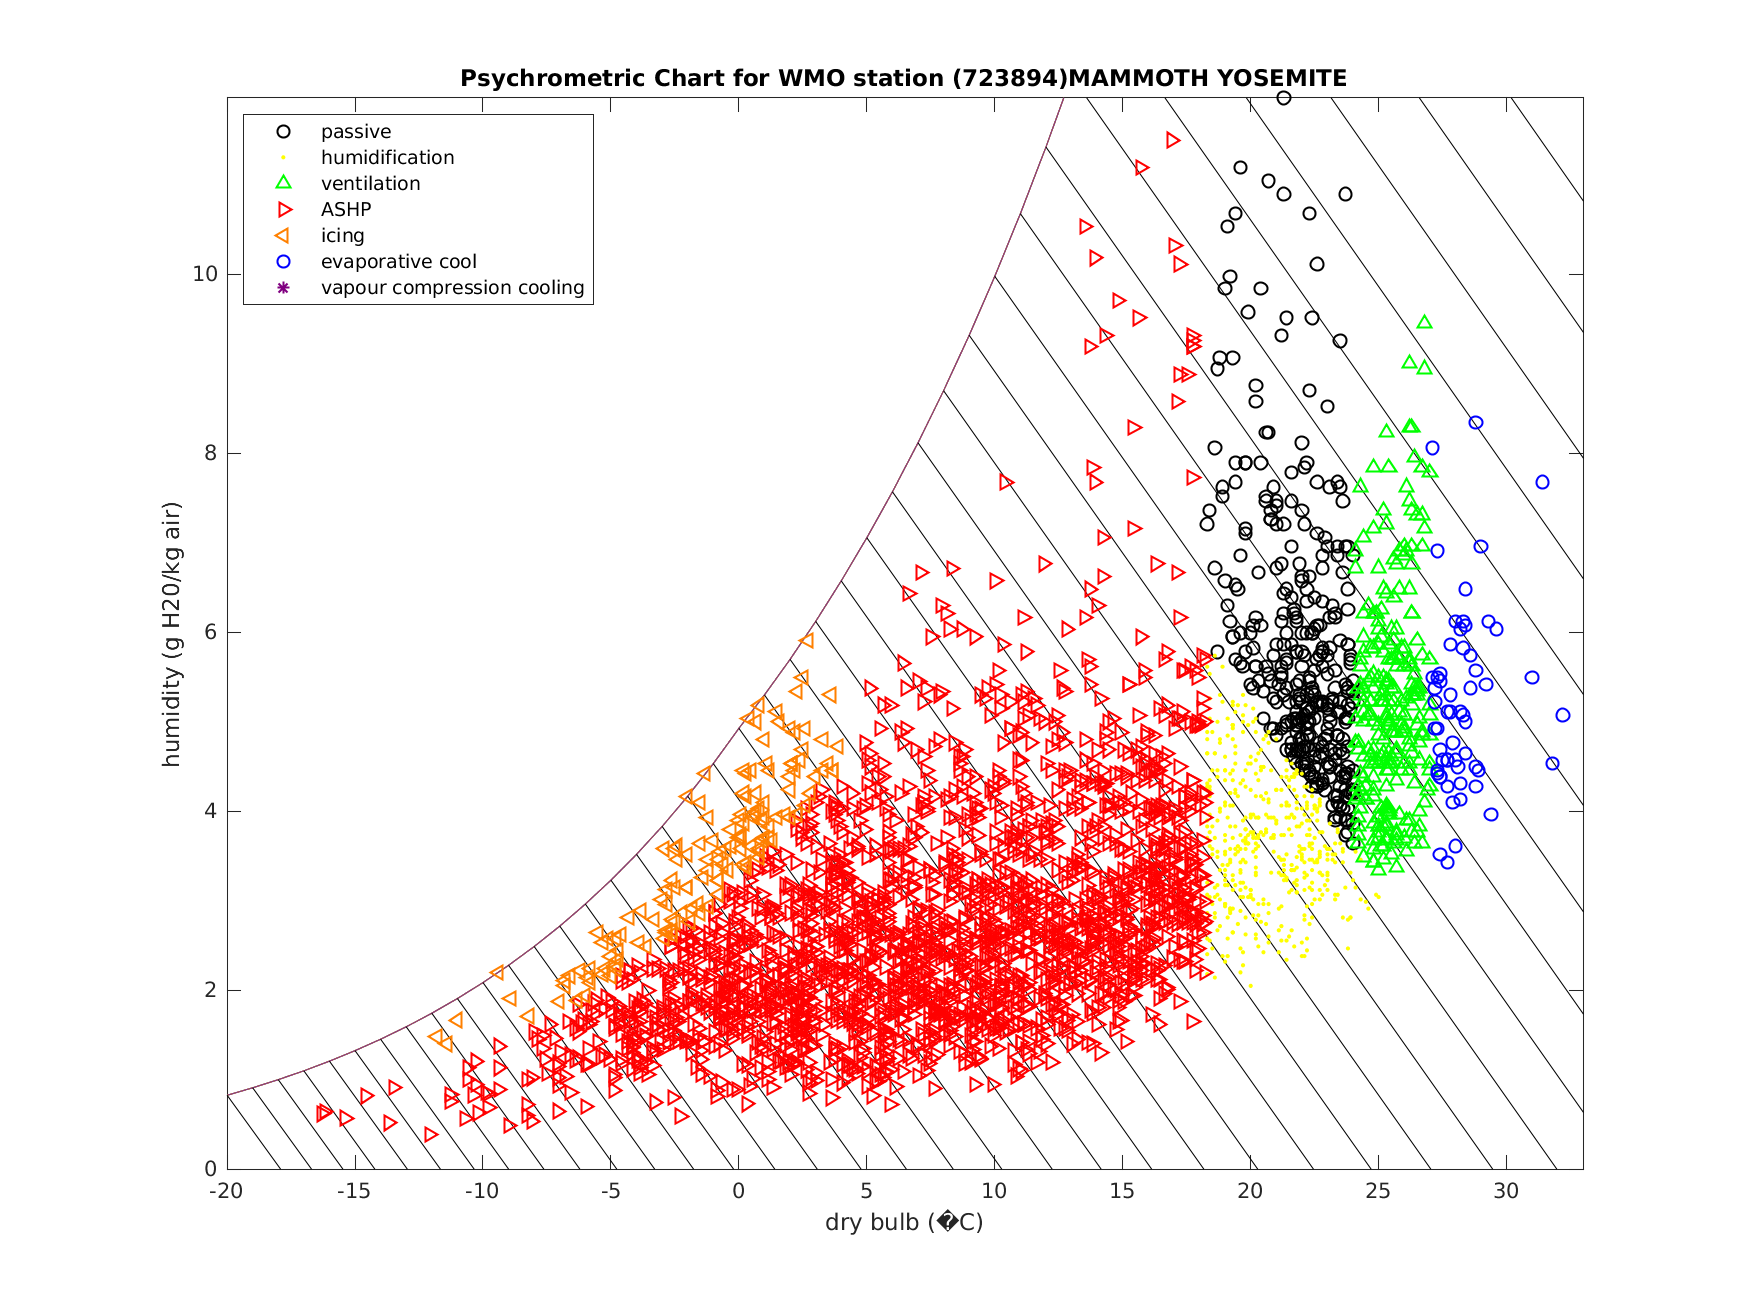 Psychrometric Chart for WMO station (723894)MAMMOTH YOSEMITE
passive
humidification
ventilation
ASHP
icing
evaporative cool
vapour compression cooling
humidity (g H20/kg air)
10
8
6
4
2
0
-20 -15 -10 -5 0 5 10 15 20 25 30
dry bulb (�C)